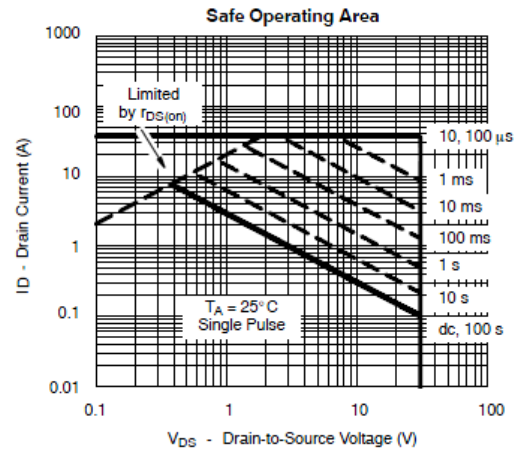 Safe Operating Area
1000
100
10
1
0.1
0.01
ID - Drain Current (A)
Limited
by rDS(on)
10, 100 μs
1 ms
10 ms
100 ms
1 s
10 s
dc, 100 s
TA = 25°C
Single Pulse
0.1
1
10
100
VDS - Drain-to-Source Voltage (V)